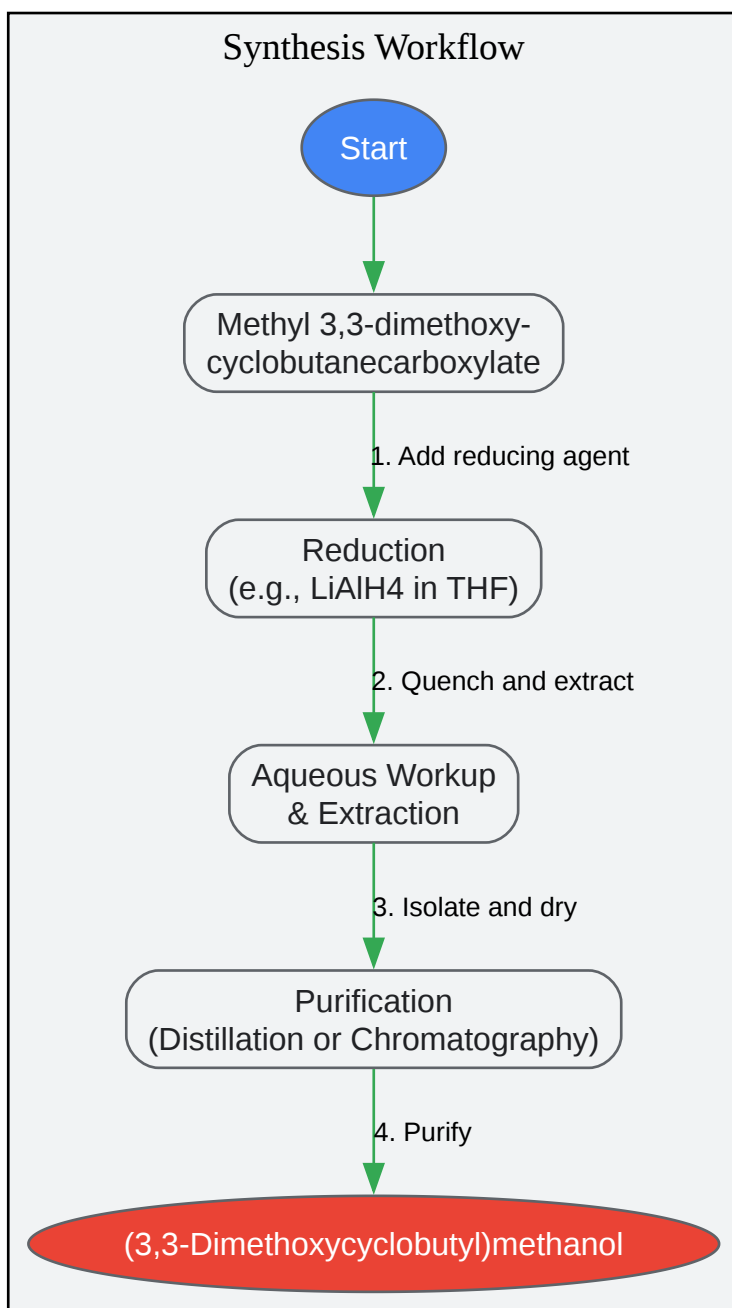 Synthesis Workflow
Start
Methyl 3,3-dimethoxy-
cyclobutanecarboxylate
1. Add reducing agent
Reduction
(e.g., LiAlH4 in THF)
2. Quench and extract
Aqueous Workup
& Extraction
3. Isolate and dry
Purification
(Distillation or Chromatography)
4. Purify
(3,3-Dimethoxycyclobutyl)methanol